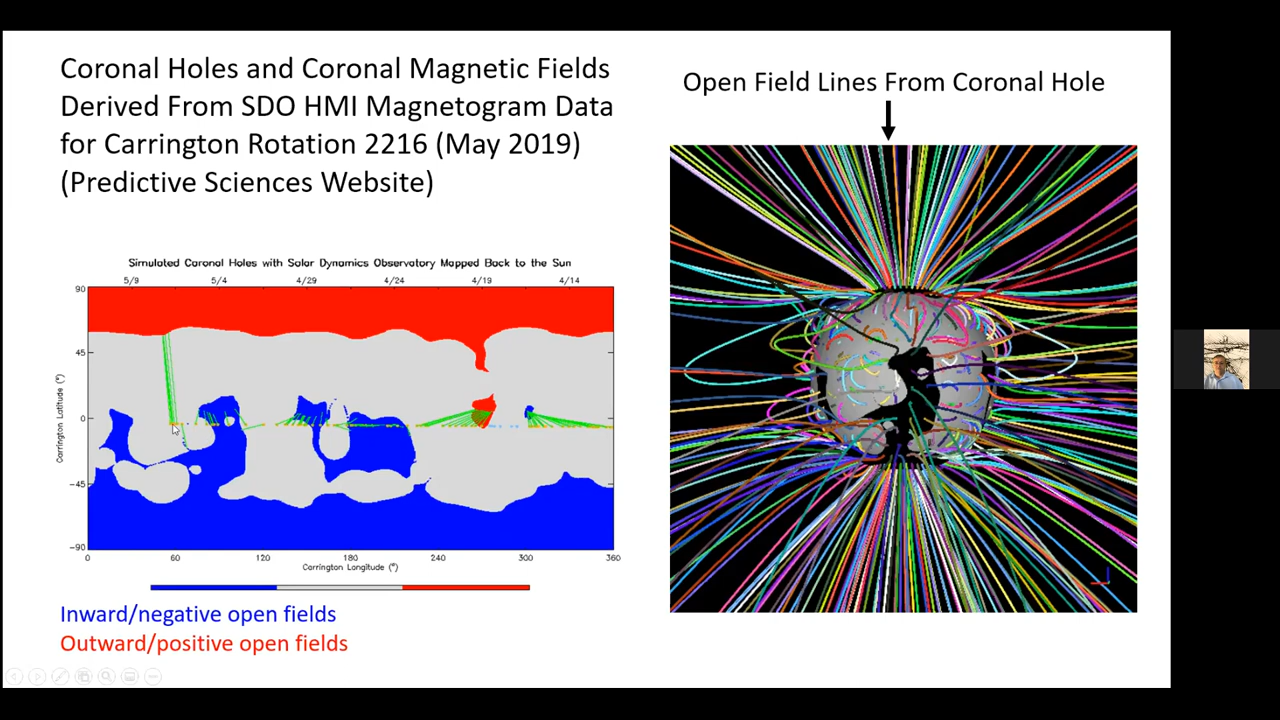 Coronal Holes and Coronal Magnetic Fields
Derived From SDO HMI Magnetogram Data
for Carrington Rotation 2216 (May 2019)
(Predictive Sciences Website)
Open Field Lines From Coronal Hole
Simulated Coronal Holes with Solar Dynamics Observatory Mapped Back to the Sun
5/9 5/4 4/29 4/24 4/19 4/14
90
45
0
-45
-90
Carrington Latitude (°)
0 60 120 180 240 300 360
Carrington Longitude (°)
Inward/negative open fields
Outward/positive open fields